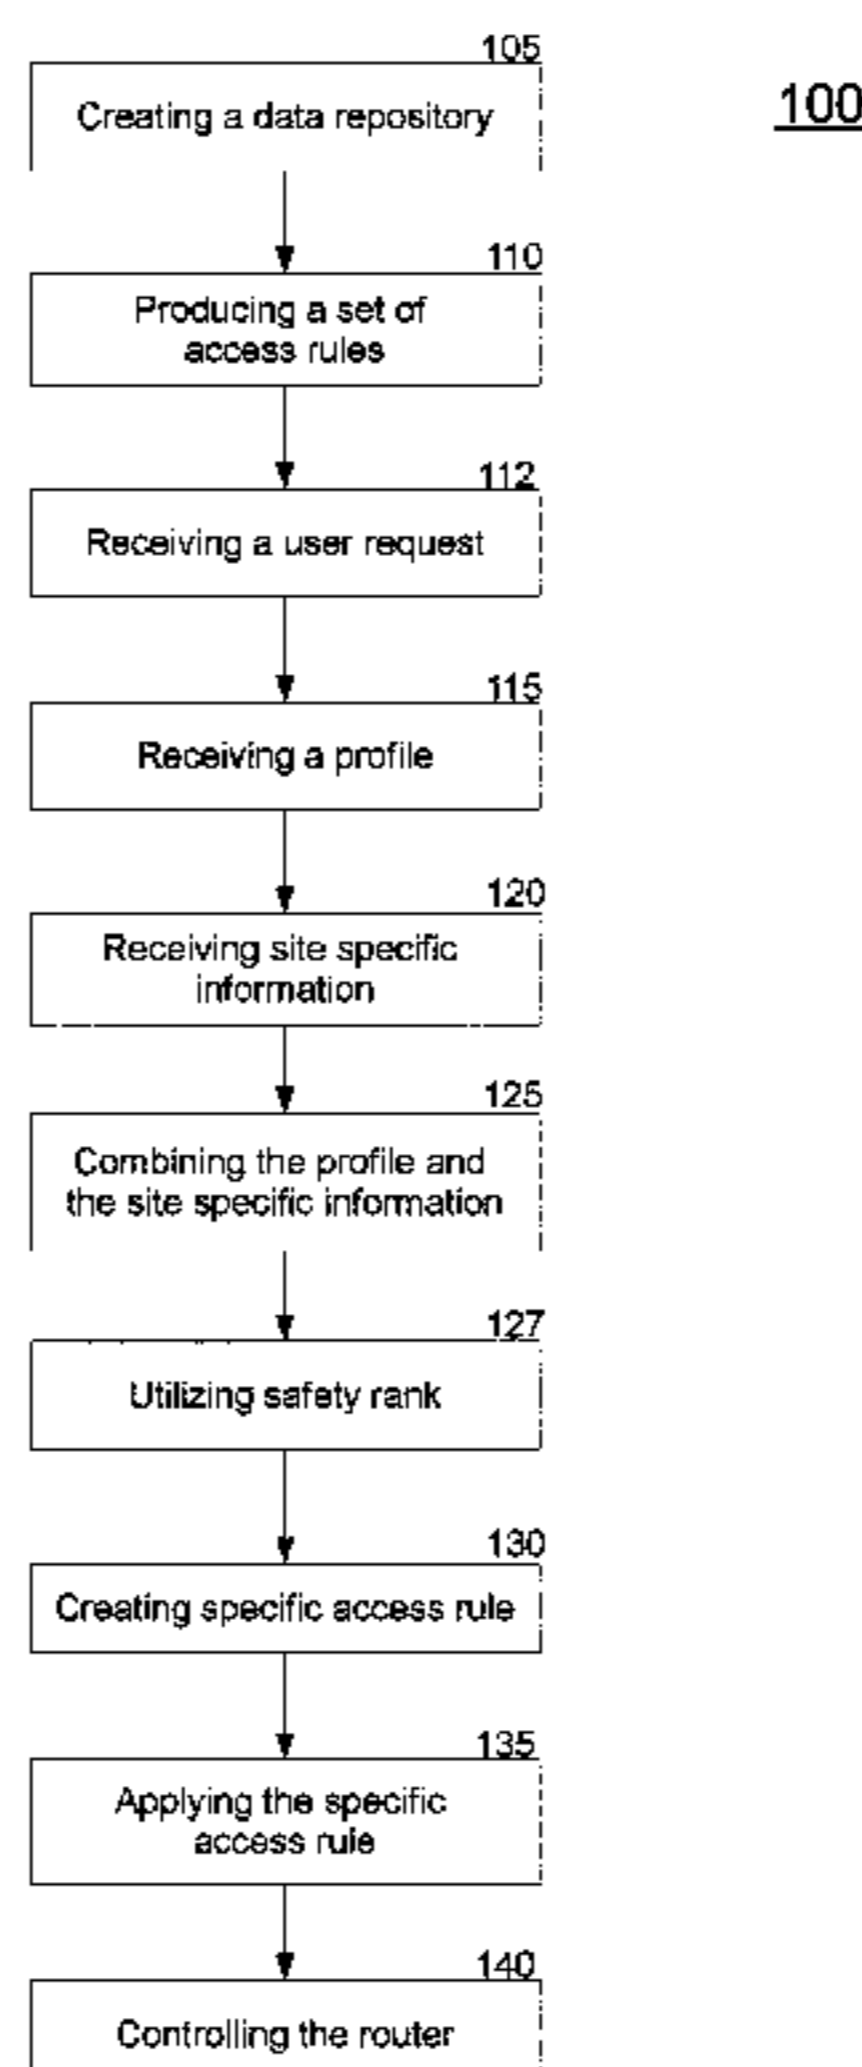 105
100
Creating a data repository
110
Producing a set of
access rules
112
Receiving a user request
115
Receiving a profile
120
Receiving site specific
information
125
Combining the profile and
the site specific information
127
Utilizing safety rank
130
Creating specific access rule
135
Applying the specific
access rule
140
Controlling the router